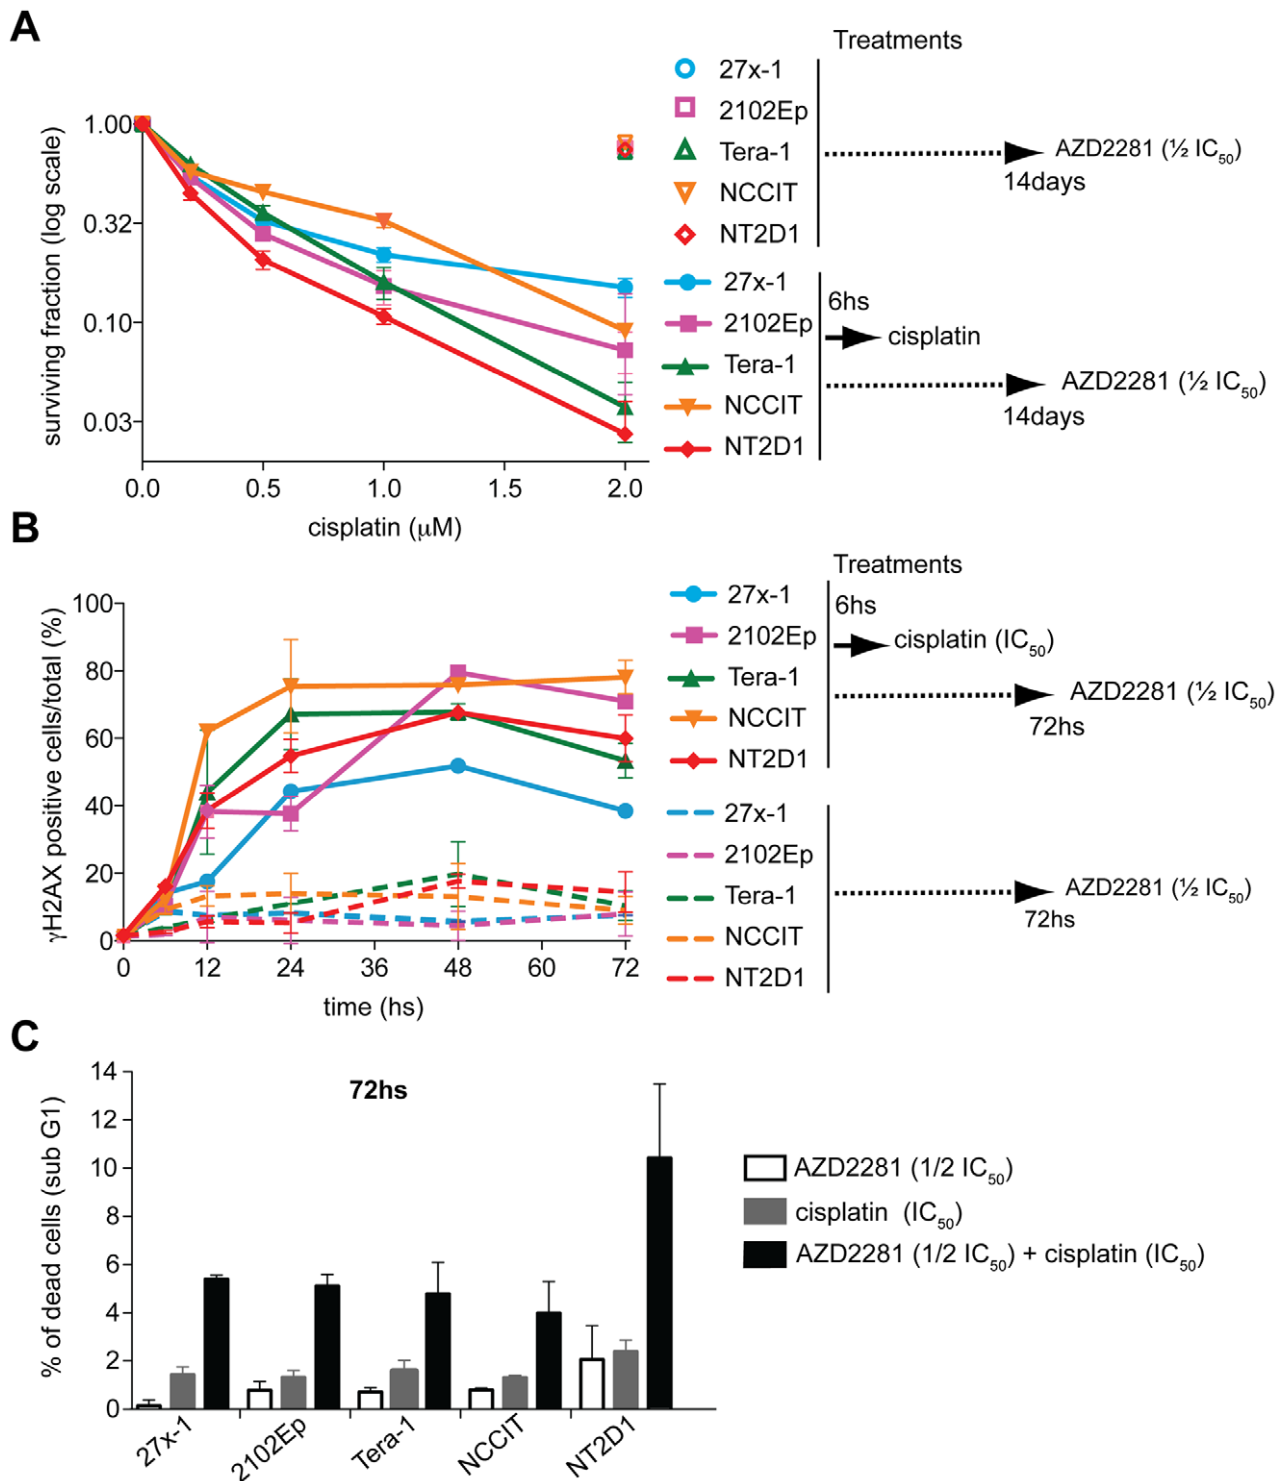 A
Treatments
surviving fraction (log scale)
1.00
0.32
0.10
0.03
0.0
0.5
1.0
1.5
2.0
cisplatin (μM)
27x-1
2102Ep
Tera-1
NCCIT
NT2D1
AZD2281 (½ IC50)
14days
27x-1
2102Ep
Tera-1
NCCIT
NT2D1
6hs
cisplatin
AZD2281 (½ IC50)
14days
B
Treatments
γH2AX positive cells/total (%)
100
80
60
40
20
0
0
12
24
36
48
60
72
time (hs)
27x-1
2102Ep
Tera-1
NCCIT
NT2D1
6hs
cisplatin (IC50)
AZD2281 (½ IC50)
72hs
27x-1
2102Ep
Tera-1
NCCIT
NT2D1
AZD2281 (½ IC50)
72hs
C
72hs
% of dead cells (sub G1)
14
12
10
8
6
4
2
0
27x-1
2102Ep
Tera-1
NCCIT
NT2D1
AZD2281 (1/2 IC50)
cisplatin (IC50)
AZD2281 (1/2 IC50) + cisplatin (IC50)